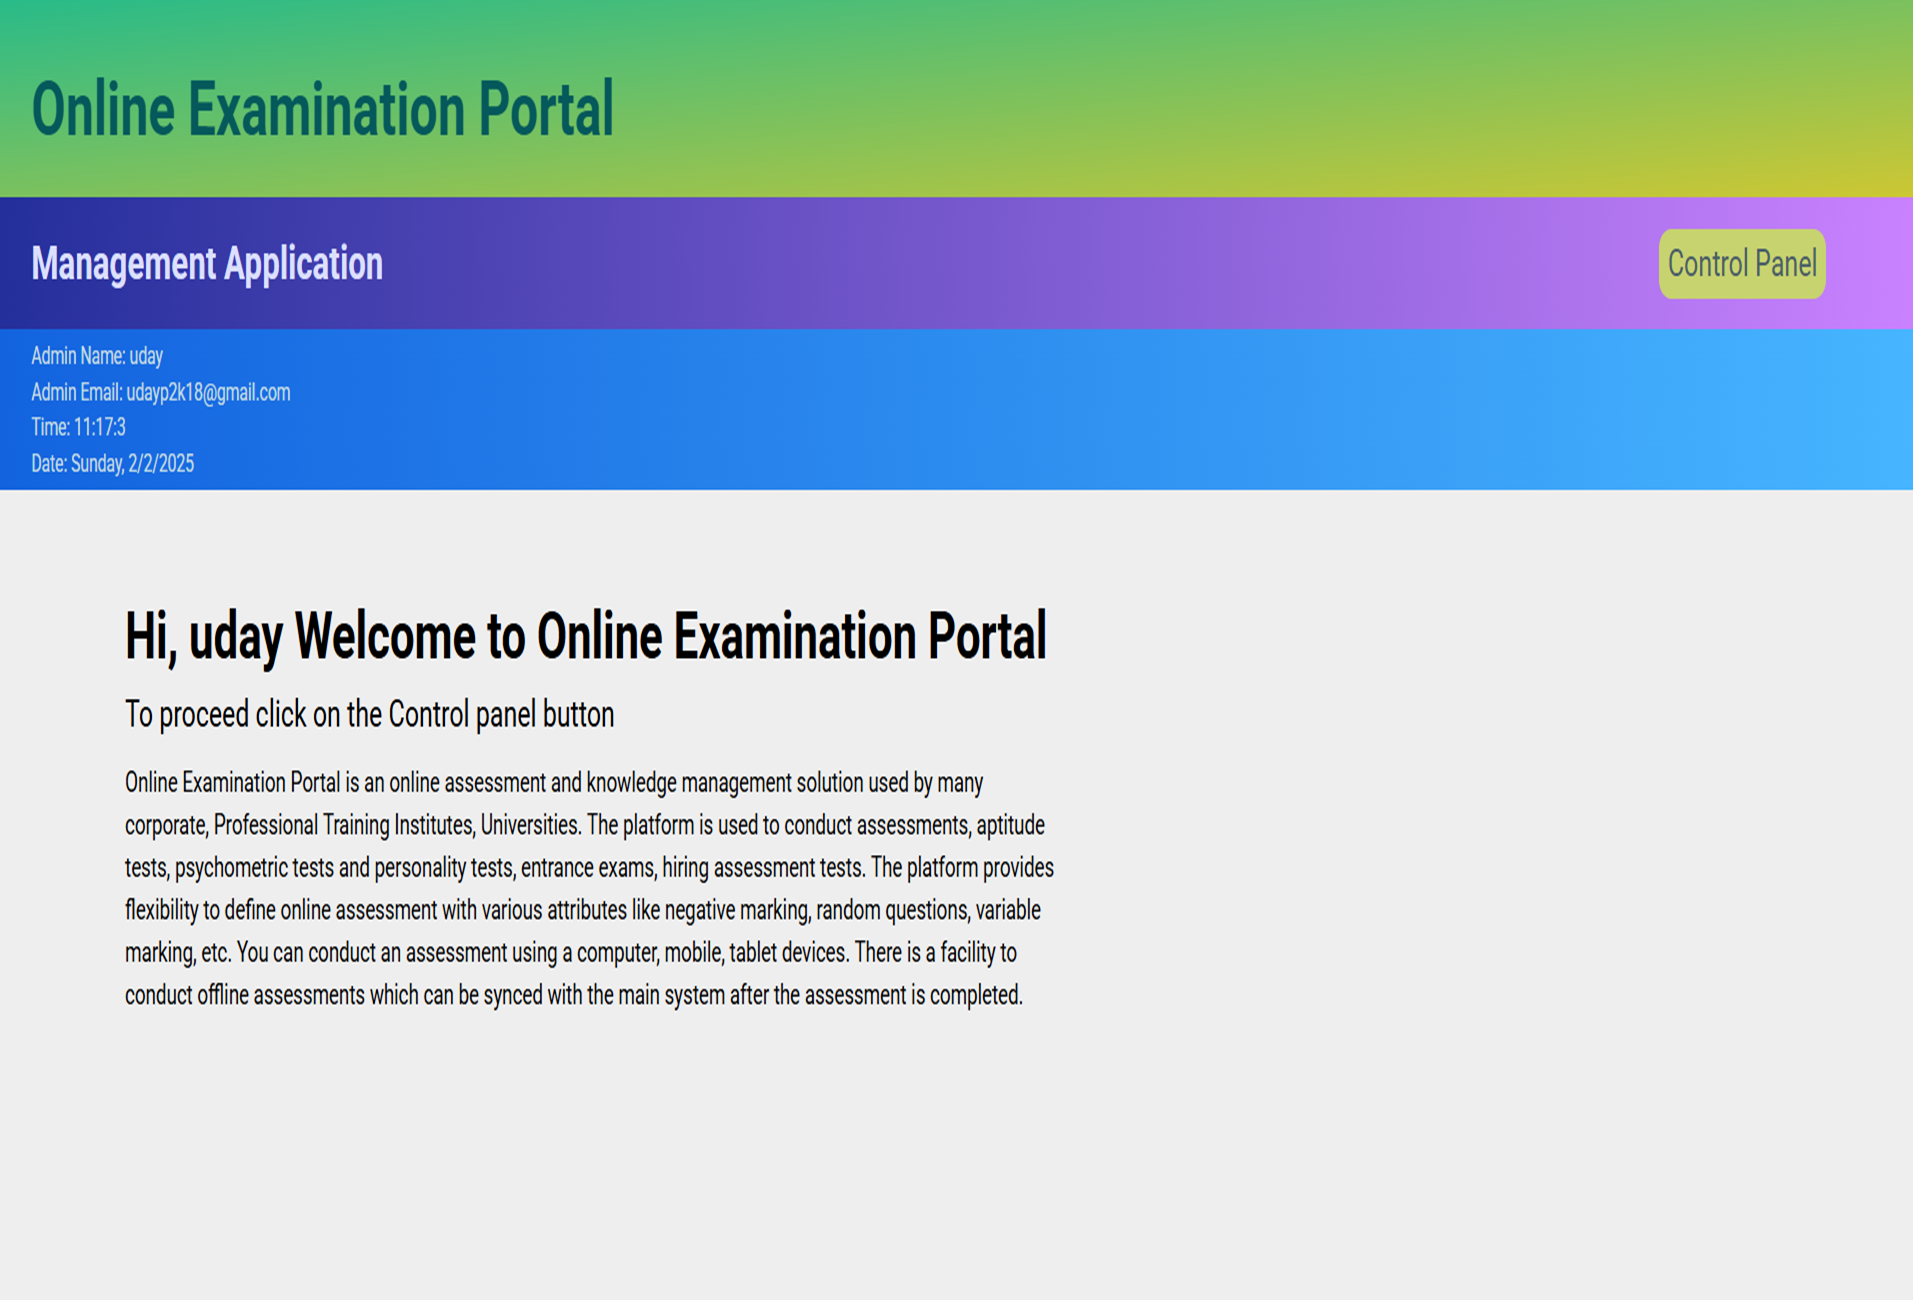 Online Examination Portal
Management Application
Control Panel
Admin Name: uday
Admin Email: udayp2k18@gmail.com
Time: 11:17:3
Date: Sunday, 2/2/2025
Hi, uday Welcome to Online Examination Portal
To proceed click on the Control panel button
Online Examination Portal is an online assessment and knowledge management solution used by many
corporate, Professional Training Institutes, Universities. The platform is used to conduct assessments, aptitude
tests, psychometric tests and personality tests, entrance exams, hiring assessment tests. The platform provides
flexibility to define online assessment with various attributes like negative marking, random questions, variable
marking, etc. You can conduct an assessment using a computer, mobile, tablet devices. There is a facility to
conduct offline assessments which can be synced with the main system after the assessment is completed.